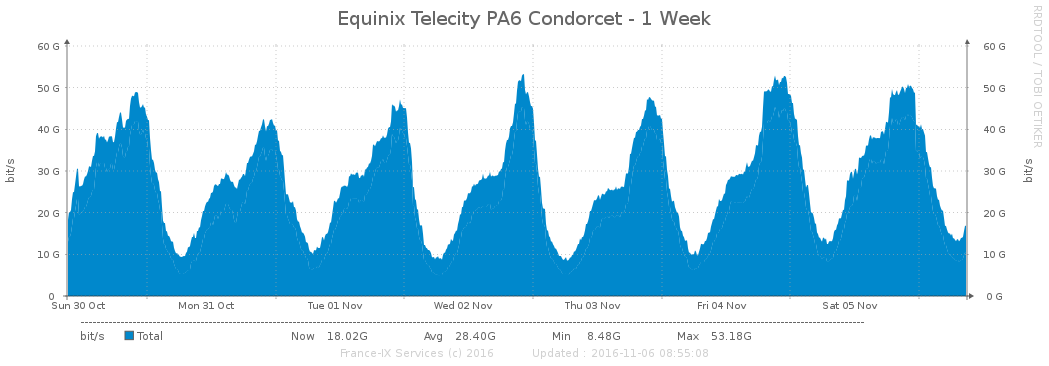 Equinix Telecity PA6 Condorcet - 1 Week
RRDTOOL / TOBI OETIKER
60 G 60 G
50 G 50 G
40 G 40 G
30 G 30 G
20 G 20 G
10 G 10 G
0 0 G
bit/s bit/s
Sun 30 Oct Mon 31 Oct Tue 01 Nov Wed 02 Nov Thu 03 Nov Fri 04 Nov Sat 05 Nov
bit/s Total Now 18.02G Avg 28.40G Min 8.48G Max 53.18G
France-IX Services (c) 2016 Updated : 2016-11-06 08:55:08